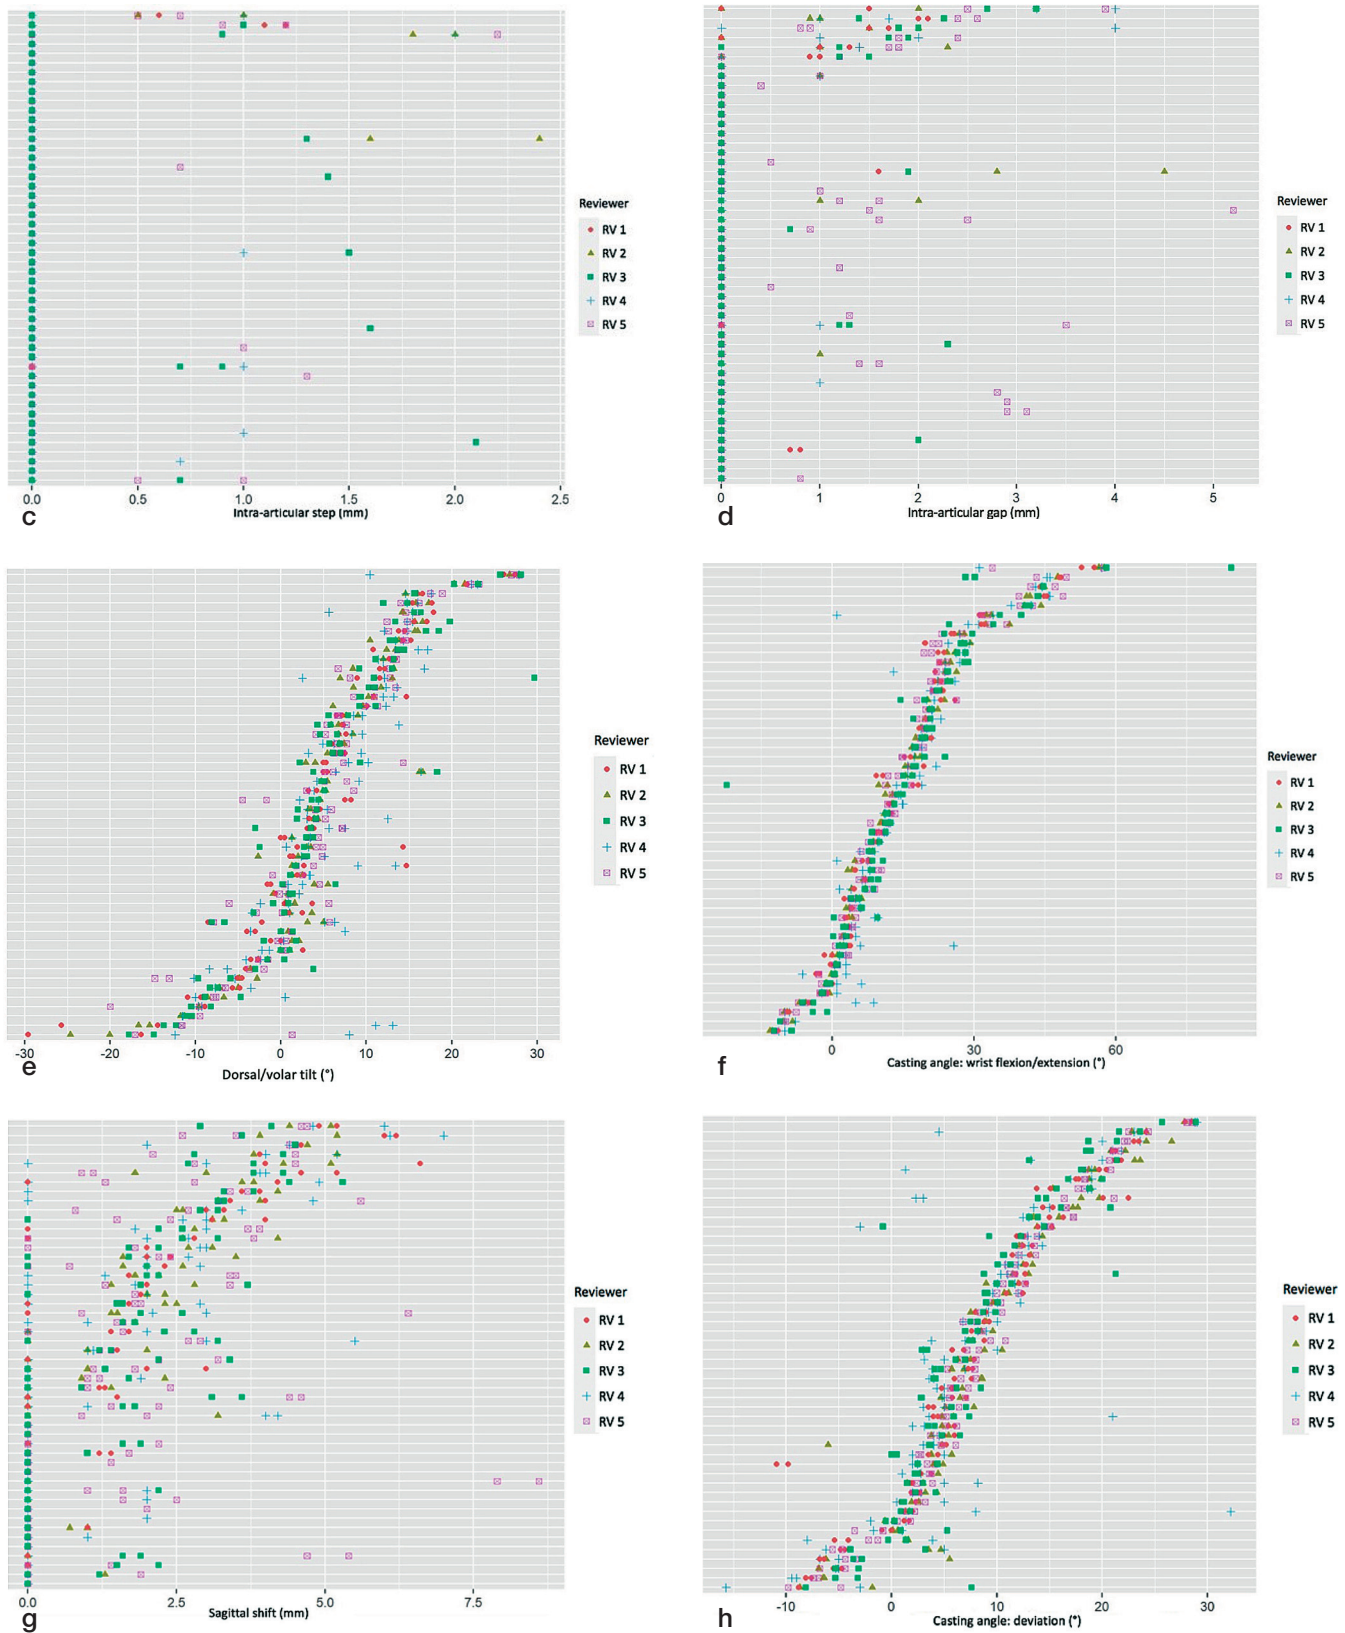 Reviewer
RV 1
RV 2
RV 3
RV 4
RV 5
0.0 0.5 1.0 1.5 2.0 2.5
Intra-articular step (mm)
c
Reviewer
RV 1
RV 2
RV 3
RV 4
RV 5
0 1 2 3 4 5
Intra-articular gap (mm)
d
Reviewer
RV 1
RV 2
RV 3
RV 4
RV 5
-30 -20 -10 0 10 20 30
Dorsal/volar tilt (°)
e
Reviewer
RV 1
RV 2
RV 3
RV 4
RV 5
0 30 60
Casting angle: wrist flexion/extension (°)
f
Reviewer
RV 1
RV 2
RV 3
RV 4
RV 5
0 2.5 5.0 7.5
Sagittal shift (mm)
g
Reviewer
RV 1
RV 2
RV 3
RV 4
RV 5
-10 0 10 20 30
Casting angle: deviation (°)
h